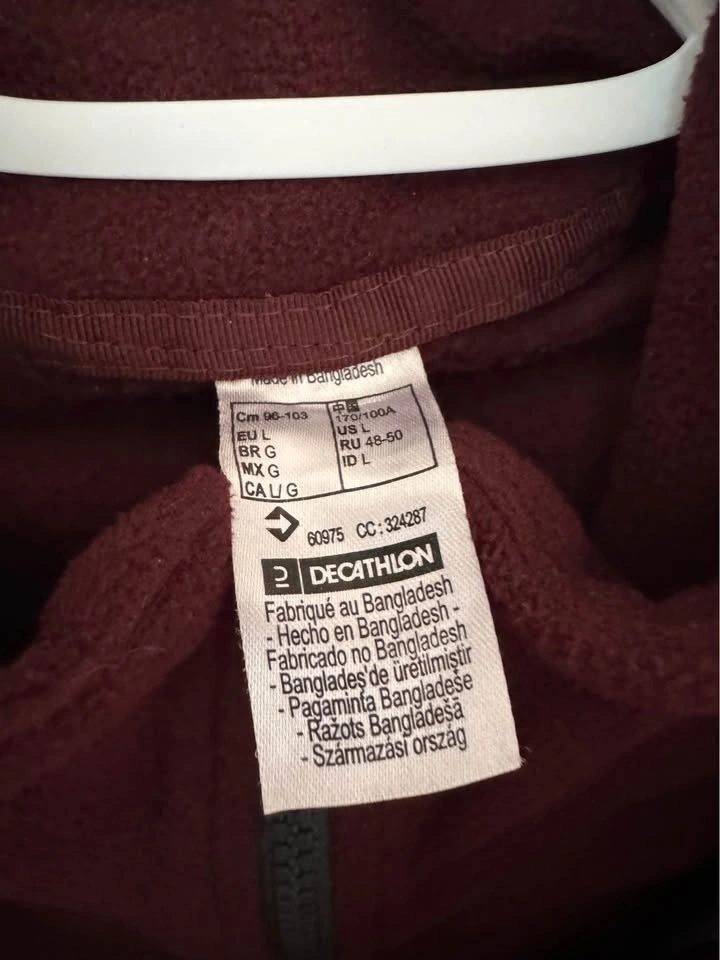 Made in Bangladesh
Cm 96-103
EU L
BR G
MX G
CA L/G
中国
170/100A
US L
RU 48-50
ID L
60975 CC: 324287
DECATHLON
Fabriqué au Bangladesh
- Hecho en Bangladesh -
Fabricado no Bangladesh
- Bangladeş'de üretilmiştir
- Pagaminta Bangladeše
- Ražots Bangladešā
- Származási ország